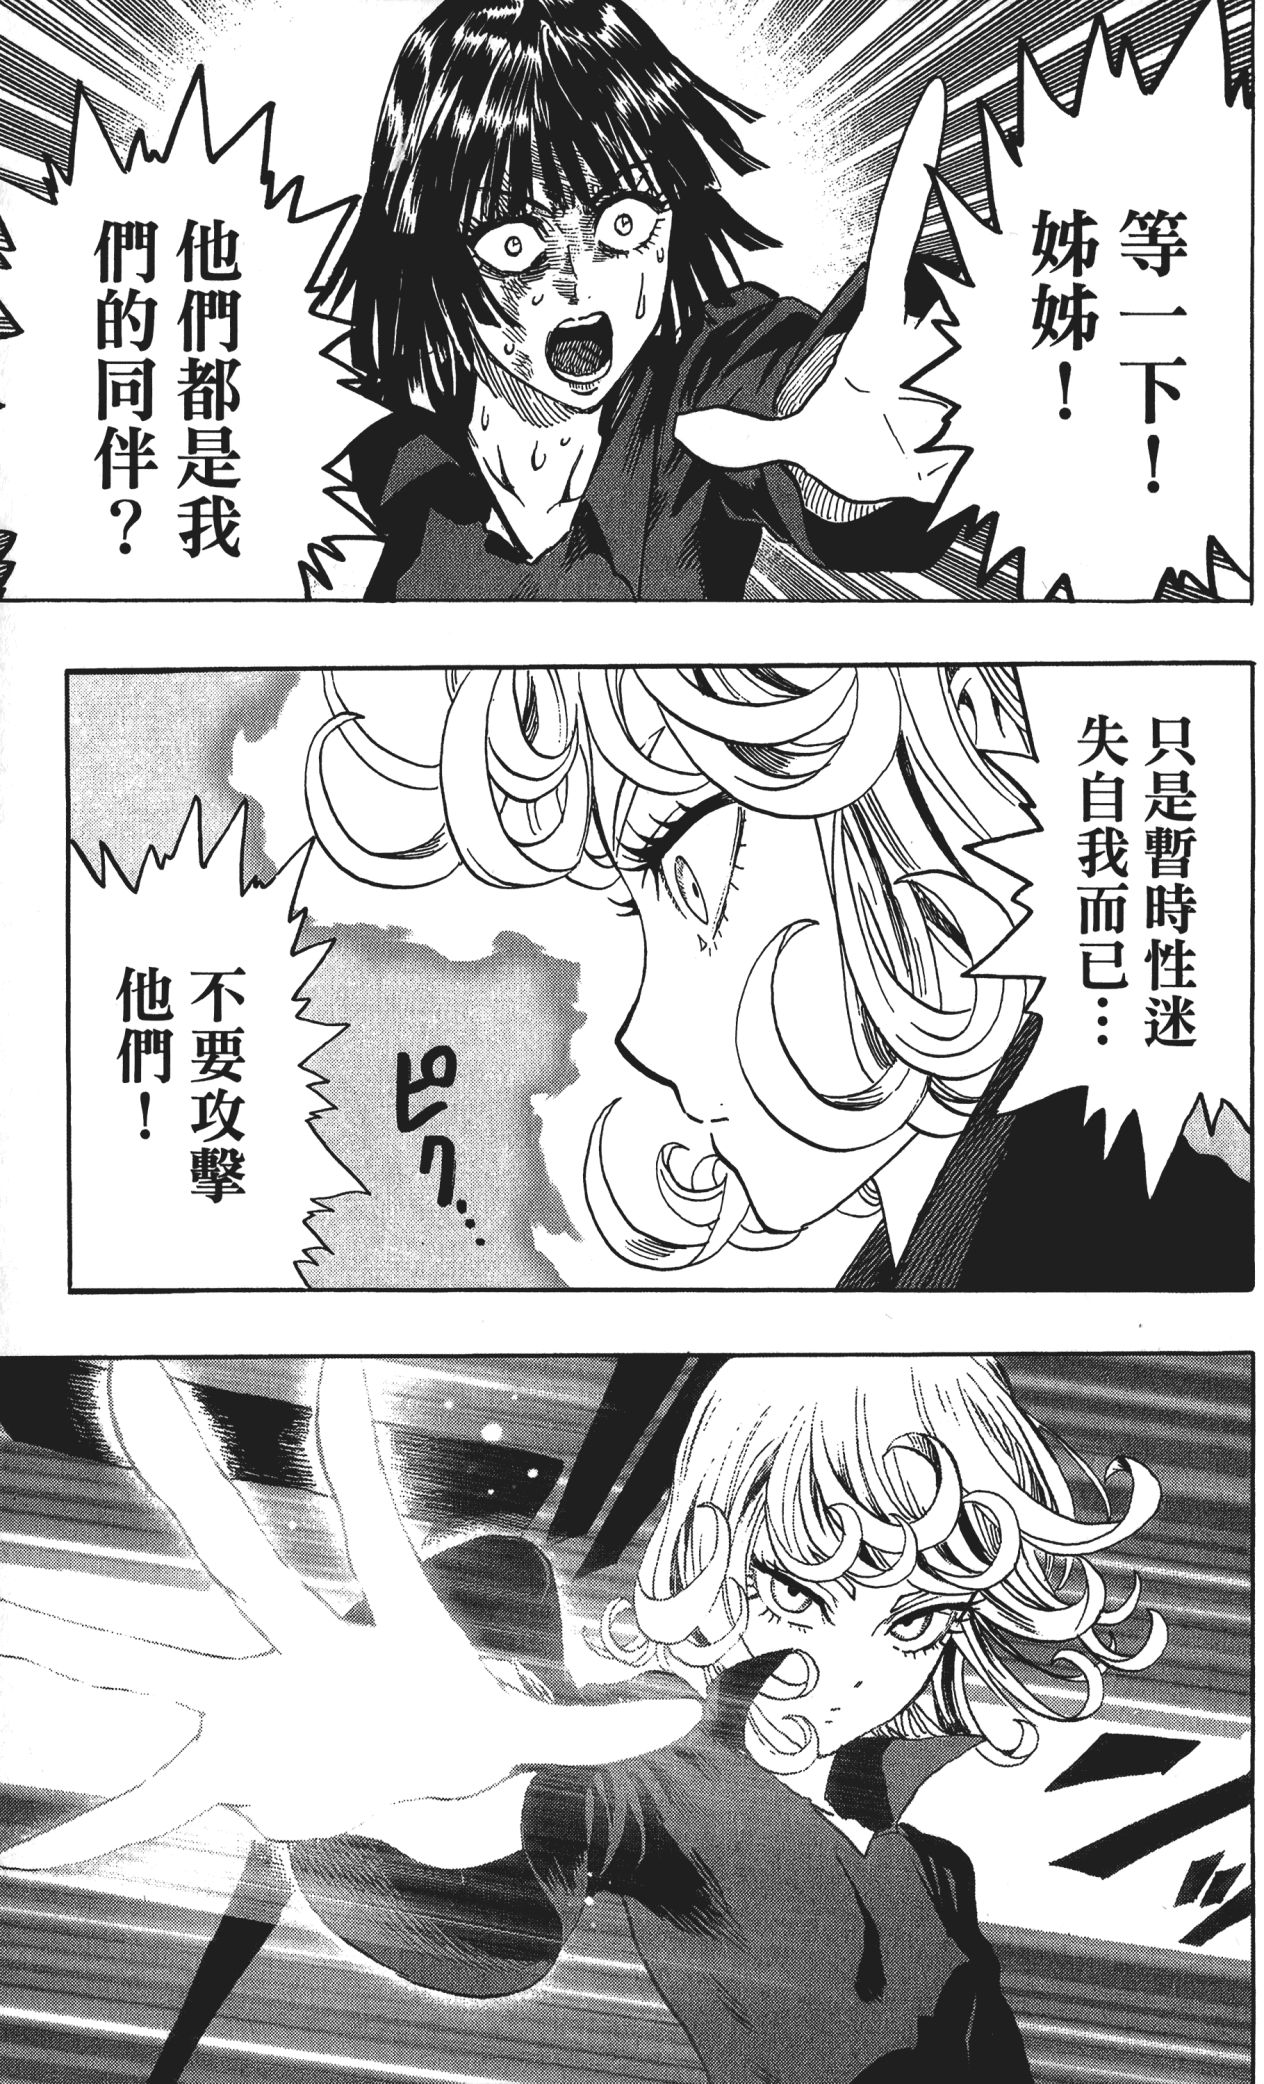 等一下！
姊姊！
他們都是我
們的同伴？
只是暫時性迷
失自我而已…
不要攻擊
他們！
ピク…